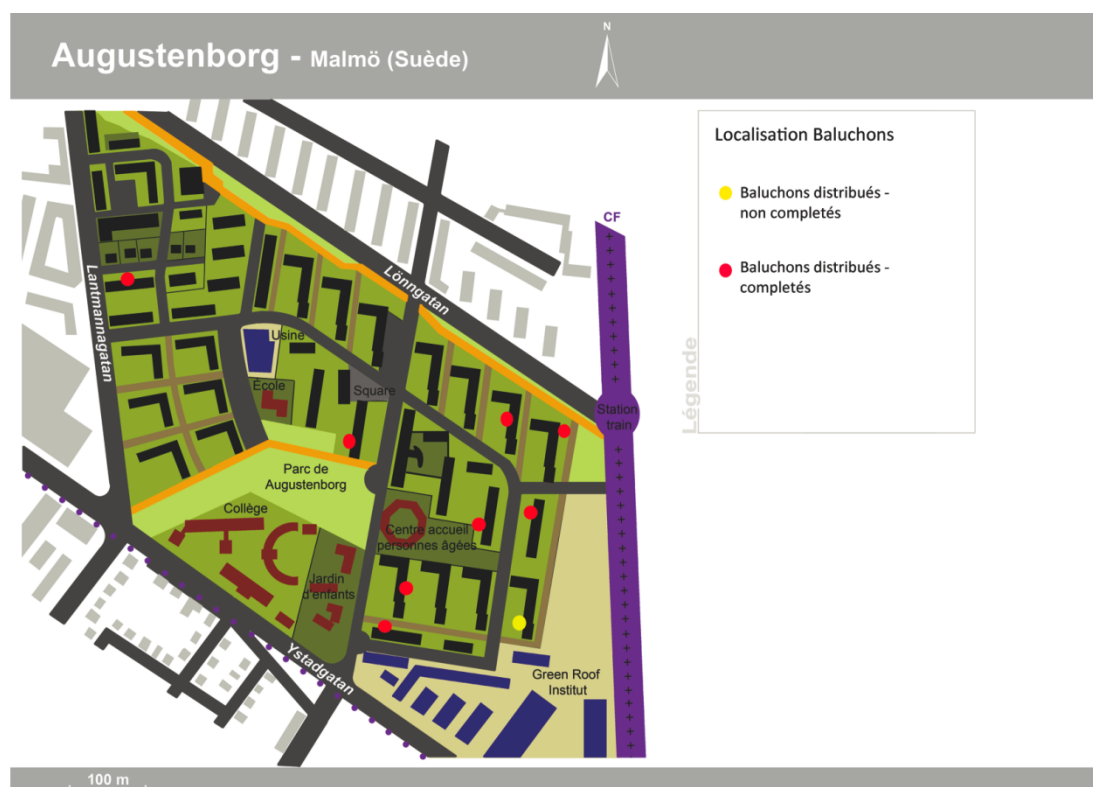 Augustenborg - Malmö (Suède)
N
Localisation Baluchons
Baluchons distribués -
non completés
Baluchons distribués -
completés
Légende
CF
Lönngatan
Lantmannagatan
Usine
École
Square
Station
train
Parc de
Augustenborg
Collège
Centre accueil
personnes âgées
Jardin
d'enfants
Ystadgatan
Green Roof
Institut
100 m